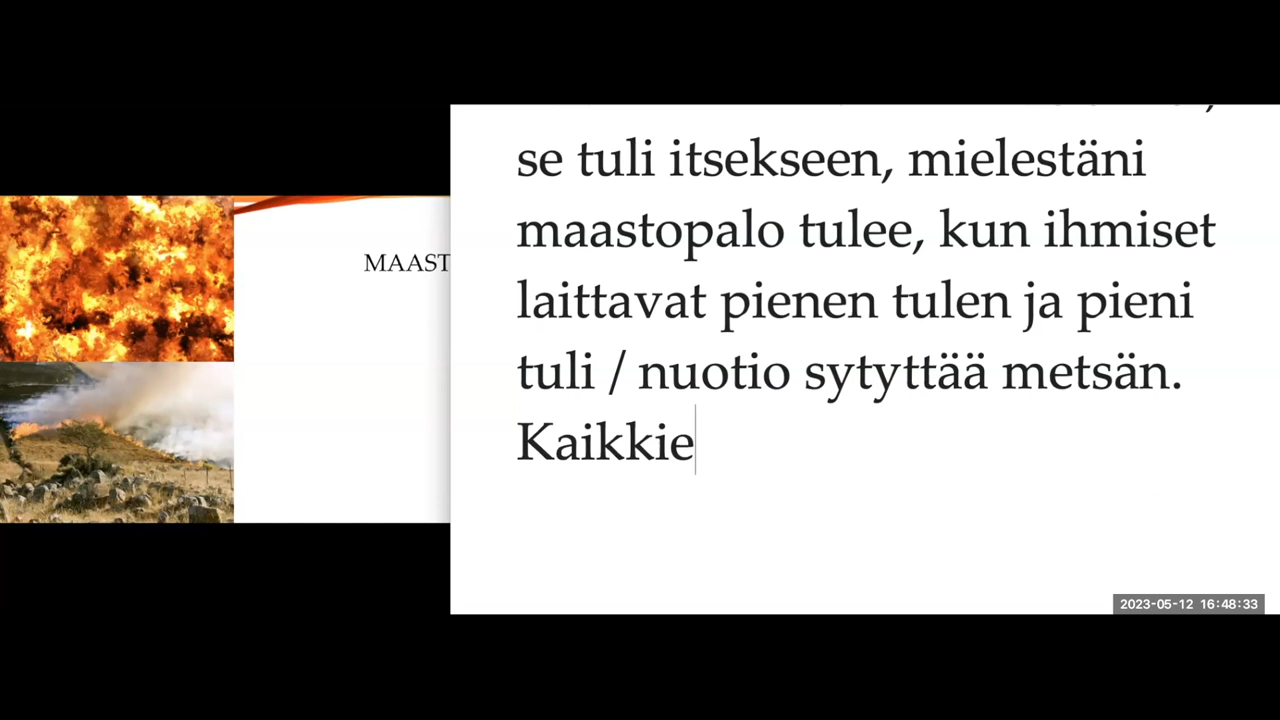 MAAST
se tuli itsekseen, mielestäni
maastopalo tulee, kun ihmiset
laittavat pienen tulen ja pieni
tuli / nuotio sytyttää metsän.
Kaikkie
2023-05-12 16:48:33